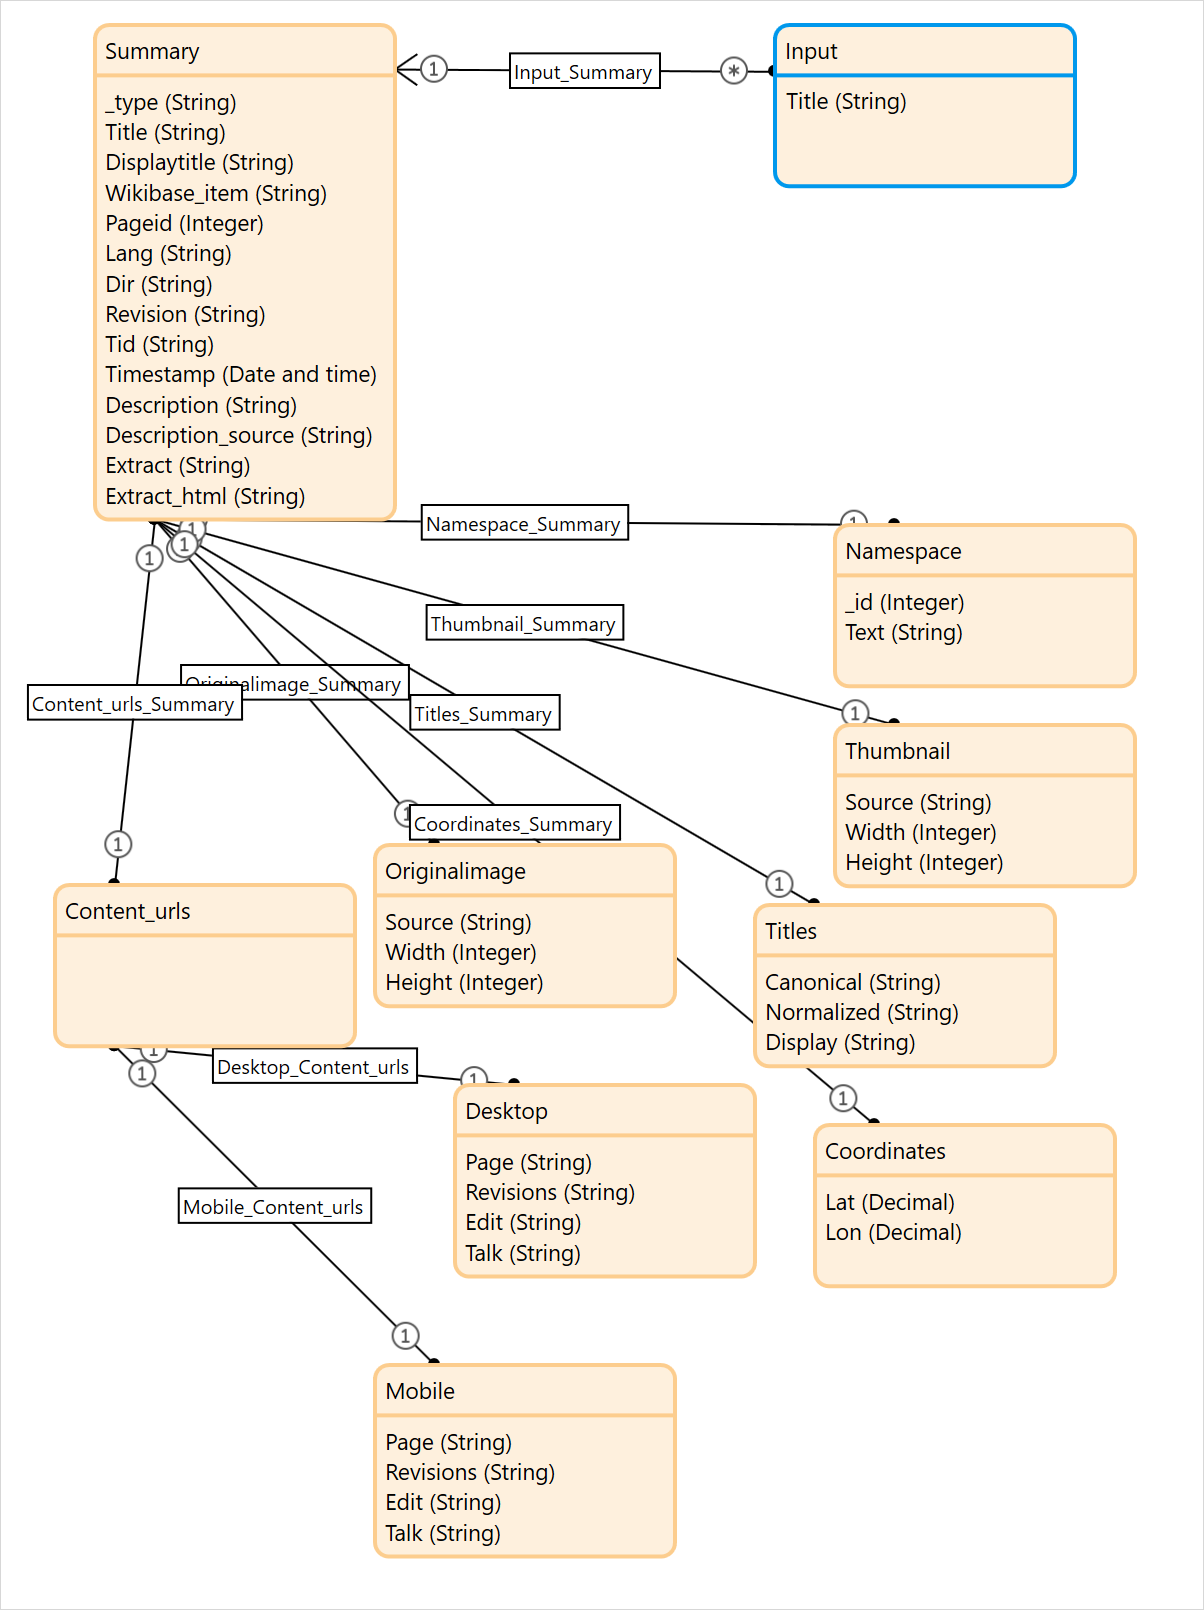 Summary
_type (String)
Title (String)
Displaytitle (String)
Wikibase_item (String)
Pageid (Integer)
Lang (String)
Dir (String)
Revision (String)
Tid (String)
Timestamp (Date and time)
Description (String)
Description_source (String)
Extract (String)
Extract_html (String)
1
Input_Summary
*
Input
Title (String)
1
1
1
Namespace_Summary
1
Namespace
_id (Integer)
Text (String)
Thumbnail_Summary
1
Thumbnail
Source (String)
Width (Integer)
Height (Integer)
Originalimage_Summary
Content_urls_Summary
Titles_Summary
1
Coordinates_Summary
1
Content_urls
Originalimage
Source (String)
Width (Integer)
Height (Integer)
1
Titles
Canonical (String)
Normalized (String)
Display (String)
1
1
Desktop_Content_urls
1
Desktop
Page (String)
Revisions (String)
Edit (String)
Talk (String)
1
Coordinates
Lat (Decimal)
Lon (Decimal)
Mobile_Content_urls
1
Mobile
Page (String)
Revisions (String)
Edit (String)
Talk (String)